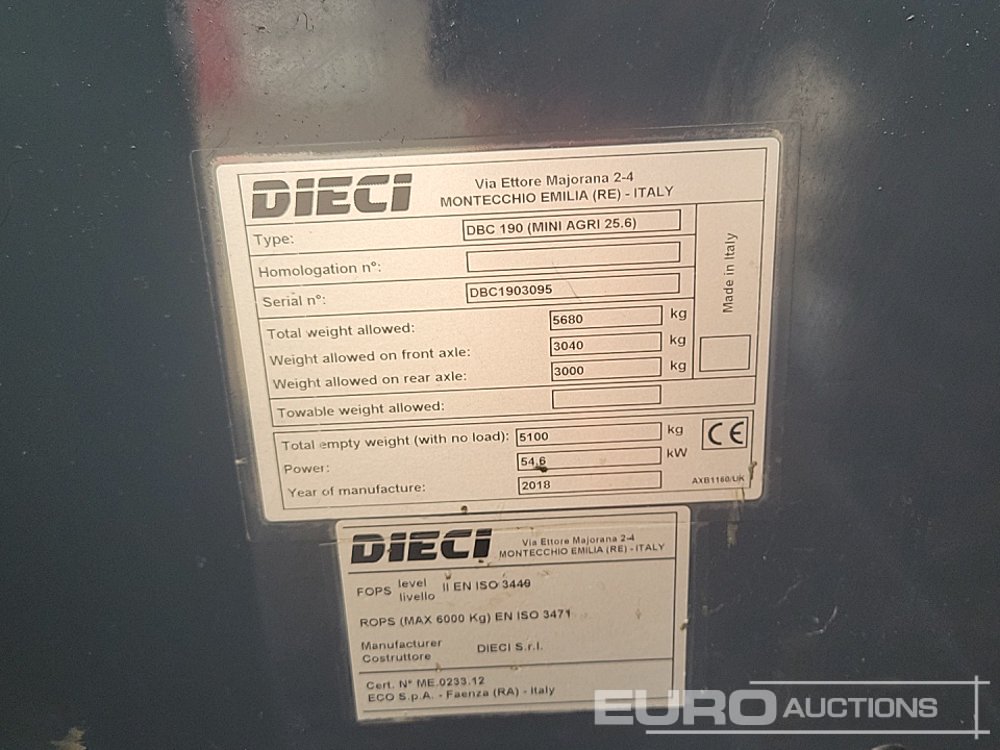 DIECI
Via Ettore Majorana 2-4
MONTECCHIO EMILIA (RE) - ITALY
Type: DBC 190 (MINI AGRI 25.6)
Homologation n°:
Serial n°: DBC1903095
Total weight allowed: 5680 kg
Weight allowed on front axle: 3040 kg
Weight allowed on rear axle: 3000 kg
Made in Italy
Towable weight allowed:
Total empty weight (with no load): 5100 kg
Power: 54,6 kW
Year of manufacture: 2018
CE
AXB1160/UK
DIECI
Via Ettore Majorana 2-4
MONTECCHIO EMILIA (RE) - ITALY
FOPS level livello II EN ISO 3449
ROPS (MAX 6000 Kg) EN ISO 3471
Manufacturer
Costruttore DIECI S.r.l.
Cert. N° ME.0233.12
ECO S.p.A. - Faenza (RA) - Italy
EURO AUCTIONS